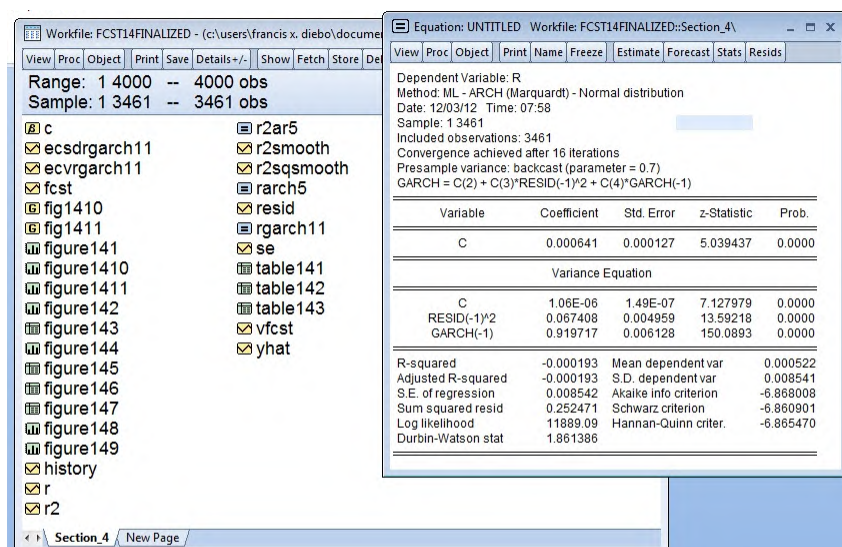 Workfile: FCST14FINALIZED - (c:\users\francis x. diebo\docume
View Proc Object Print Save Details+/- Show Fetch Store Del
Range: 1 4000 -- 4000 obs
Sample: 1 3461 -- 3461 obs
c
ecsdrgarch11
ecvrgarch11
fcst
fig1410
fig1411
figure141
figure1410
figure1411
figure142
figure143
figure144
figure145
figure146
figure147
figure148
figure149
history
r
r2
r2ar5
r2smooth
r2sqsmooth
rarch5
resid
rgarch11
se
table141
table142
table143
vfcst
yhat
Section_4 New Page
Equation: UNTITLED Workfile: FCST14FINALIZED::Section_4\
View Proc Object Print Name Freeze Estimate Forecast Stats Resids
Dependent Variable: R
Method: ML - ARCH (Marquardt) - Normal distribution
Date: 12/03/12 Time: 07:58
Sample: 1 3461
Included observations: 3461
Convergence achieved after 16 iterations
Presample variance: backcast (parameter = 0.7)
GARCH = C(2) + C(3)*RESID(-1)^2 + C(4)*GARCH(-1)
Variable Coefficient Std. Error z-Statistic Prob.
C 0.000641 0.000127 5.039437 0.0000
Variance Equation
C 1.06E-06 1.49E-07 7.127979 0.0000
RESID(-1)^2 0.067408 0.004959 13.59218 0.0000
GARCH(-1) 0.919717 0.006128 150.0893 0.0000
R-squared -0.000193 Mean dependent var 0.000522
Adjusted R-squared -0.000193 S.D. dependent var 0.008541
S.E. of regression 0.008542 Akaike info criterion -6.868008
Sum squared resid 0.252471 Schwarz criterion -6.860901
Log likelihood 11889.09 Hannan-Quinn criter. -6.865470
Durbin-Watson stat 1.861386